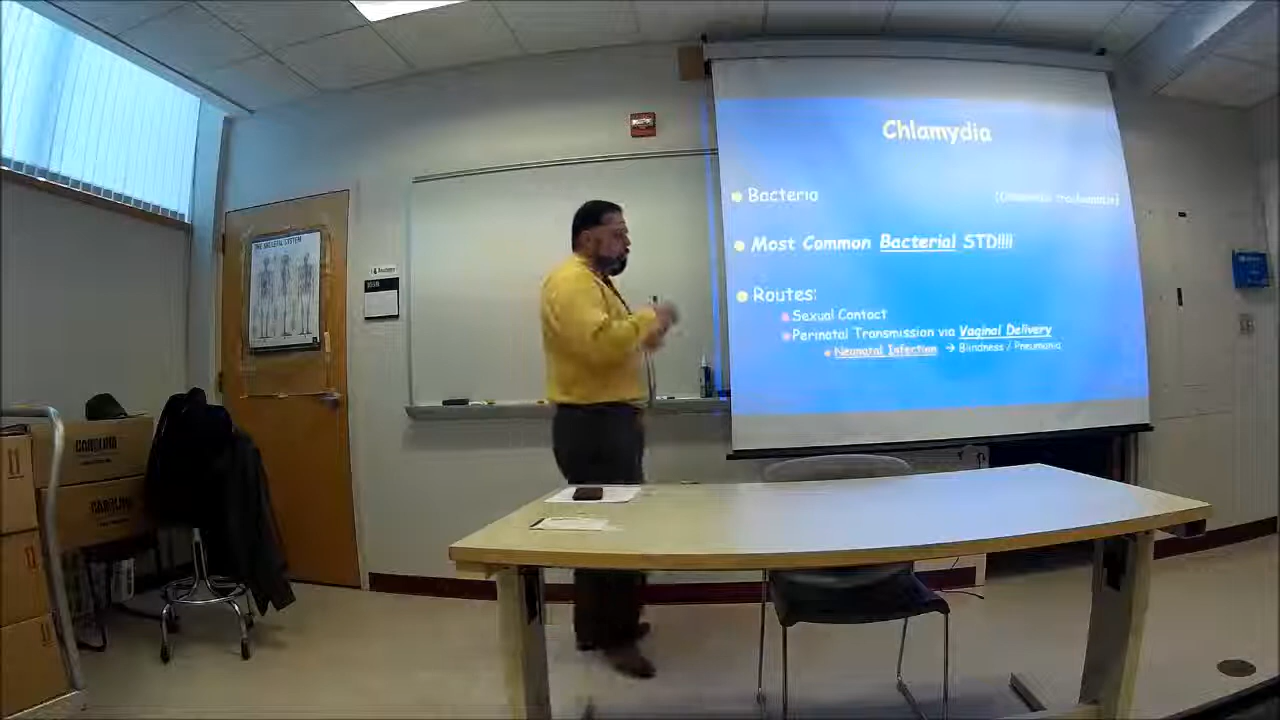 Chlamydia
Bacteria
Most Common Bacterial STD!!!!
Routes:
Sexual Contact
Perinatal Transmission via Vaginal Delivery
Neonatal Infection → Blindness / Pneumonia
THE SKELETAL SYSTEM
CAROLINA
CAROLINA